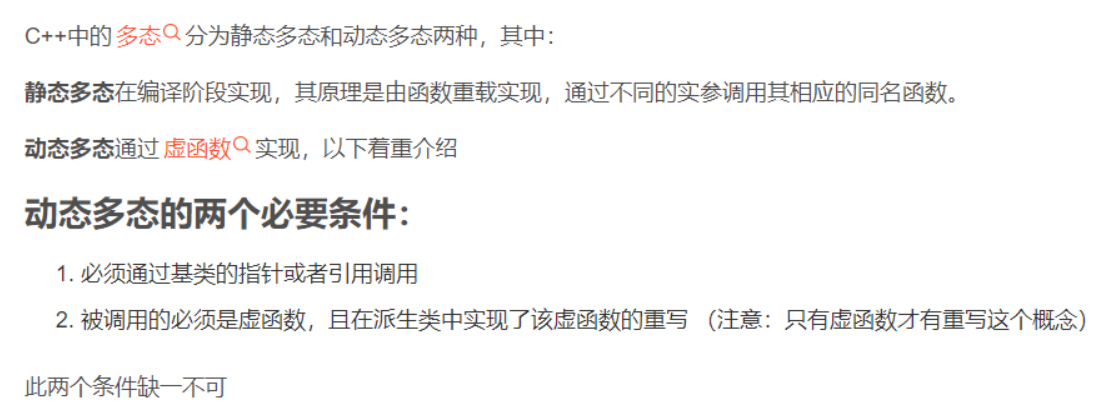 C++中的 多态 分为静态多态和动态多态两种，其中：
静态多态在编译阶段实现，其原理是由函数重载实现，通过不同的实参调用其相应的同名函数。
动态多态通过 虚函数 实现，以下着重介绍
动态多态的两个必要条件：
1. 必须通过基类的指针或者引用调用
2. 被调用的必须是虚函数，且在派生类中实现了该虚函数的重写 （注意：只有虚函数才有重写这个概念）
此两个条件缺一不可